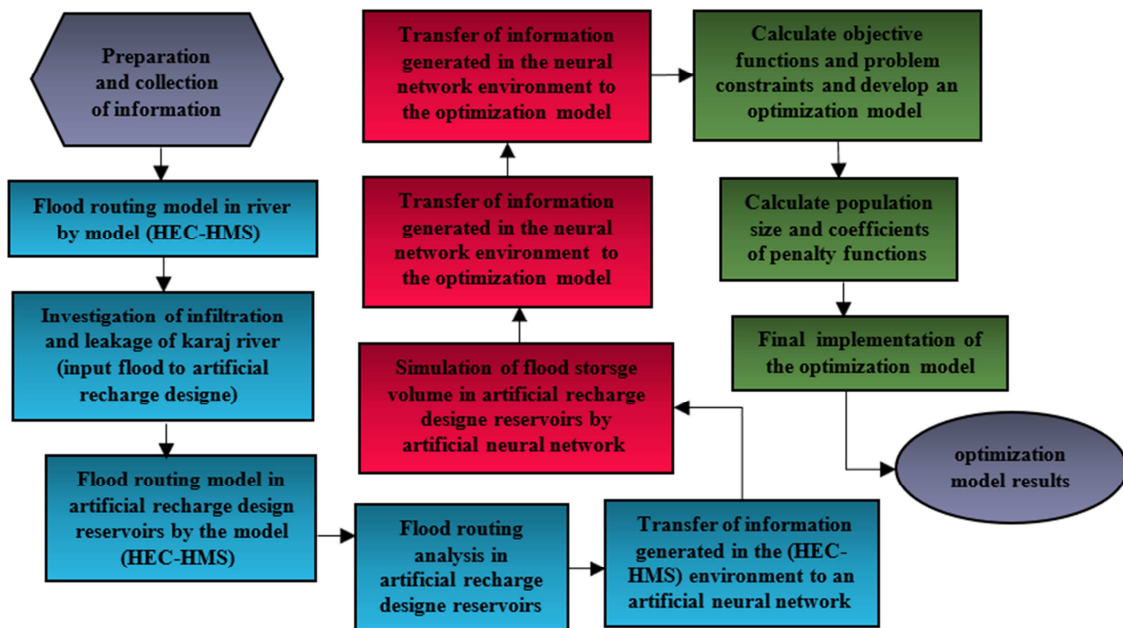 Preparation
and collection
of information
Flood routing model in river
by model (HEC-HMS)
Investigation of infiltration
and leakage of karaj river
(input flood to artificial
recharge designe)
Flood routing model in
artificial recharge design
reservoirs by the model
(HEC-HMS)
Flood routing
analysis in
artificial recharge
designe reservoirs
Transfer of information
generated in the (HEC-
HMS) environment to an
artificial neural network
Simulation of flood storsge
volume in artificial recharge
designe reservoirs by
artificial neural network
Transfer of information
generated in the neural
network environment to
the optimization model
Transfer of information
generated in the neural
network environment to
the optimization model
Calculate objective
functions and problem
constraints and develop an
optimization model
Calculate population
size and coefficients
of penalty functions
Final implementation of
the optimization model
optimization
model results